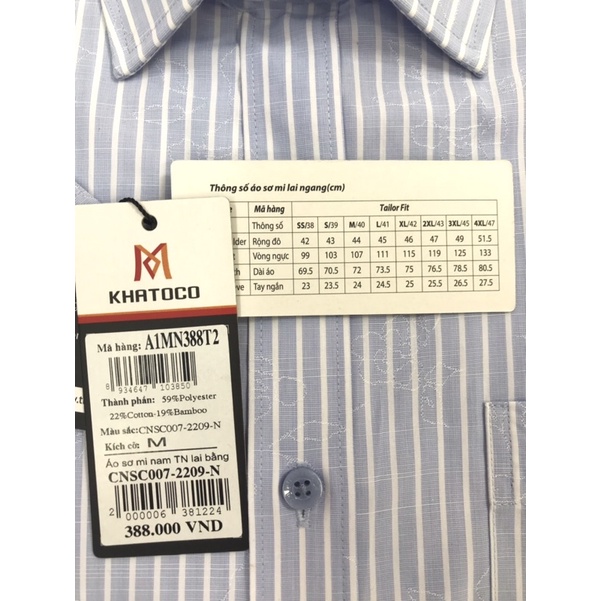 Thông số áo sơ mi lai ngang(cm)
Mã hàng Tailor Fit
Thông số SS/38 S/39 M/40 L/41 XL/42 2XL/43 3XL/45 4XL/47
Rộng đô 42 43 44 45 46 47 49 51.5
Vòng ngực 99 103 107 111 115 119 125 133
Dài áo 69.5 70.5 72 73.5 75 76.5 78.5 80.5
Tay ngắn 23 23.5 24 24.5 25 25.5 26.5 27.5
KHATOCO
Mã hàng: A1MN388T2
8 934647 103850
Thành phần: 59%Polyester
22%Cotton-19%Bamboo
Màu sắc:CNSC007-2209-N
Kích cỡ: M
Áo sơ mi nam TN lai bằng
CNSC007-2209-N
2 000006 381224
388.000 VND